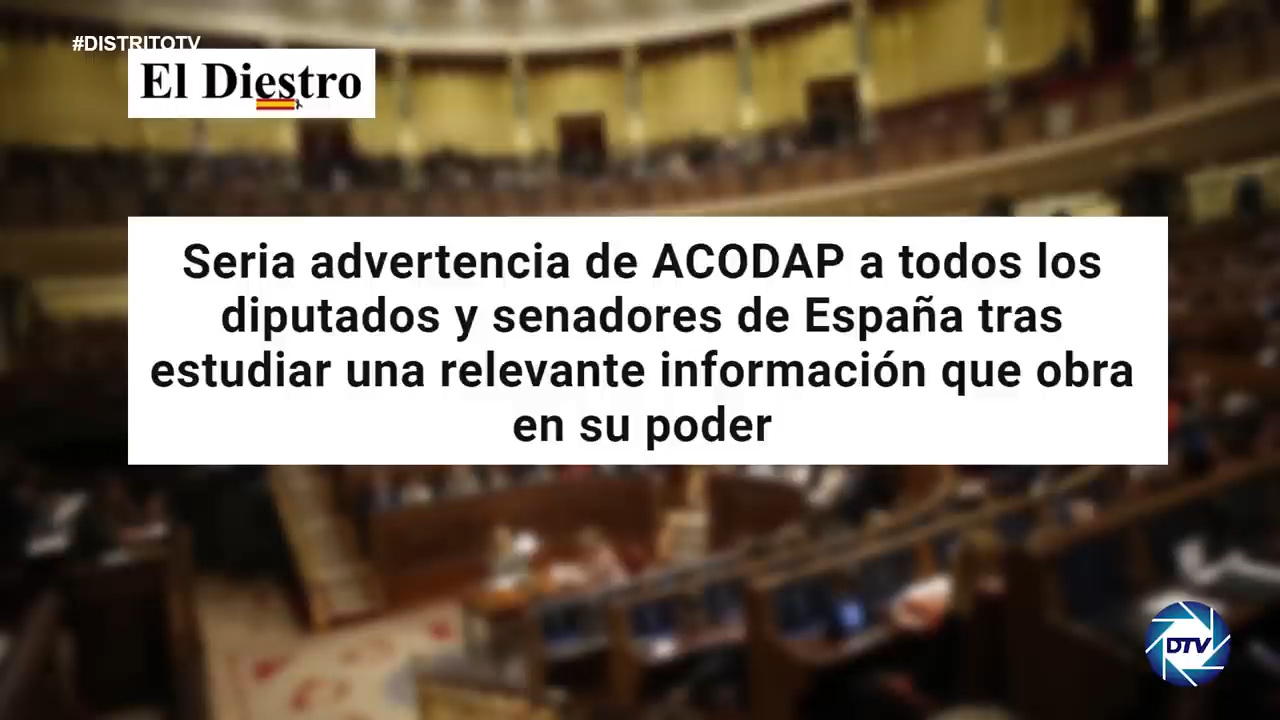 #DISTRITOTV
El Diestro
Seria advertencia de ACODAP a todos los
diputados y senadores de España tras
estudiar una relevante información que obra
en su poder
DTV